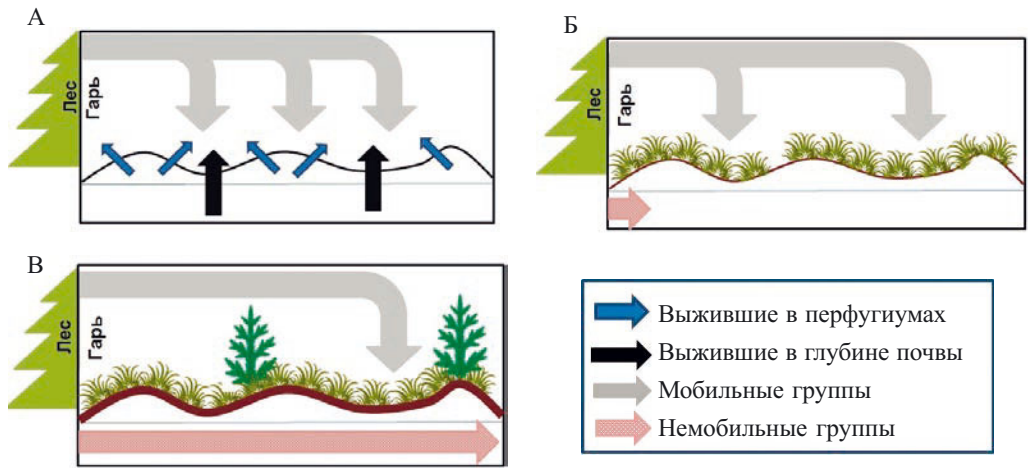 А
Лес
Гарь
Б
Лес
Гарь
В
Лес
Гарь
Выжившие в перфугиумах
Выжившие в глубине почвы
Мобильные группы
Немобильные группы